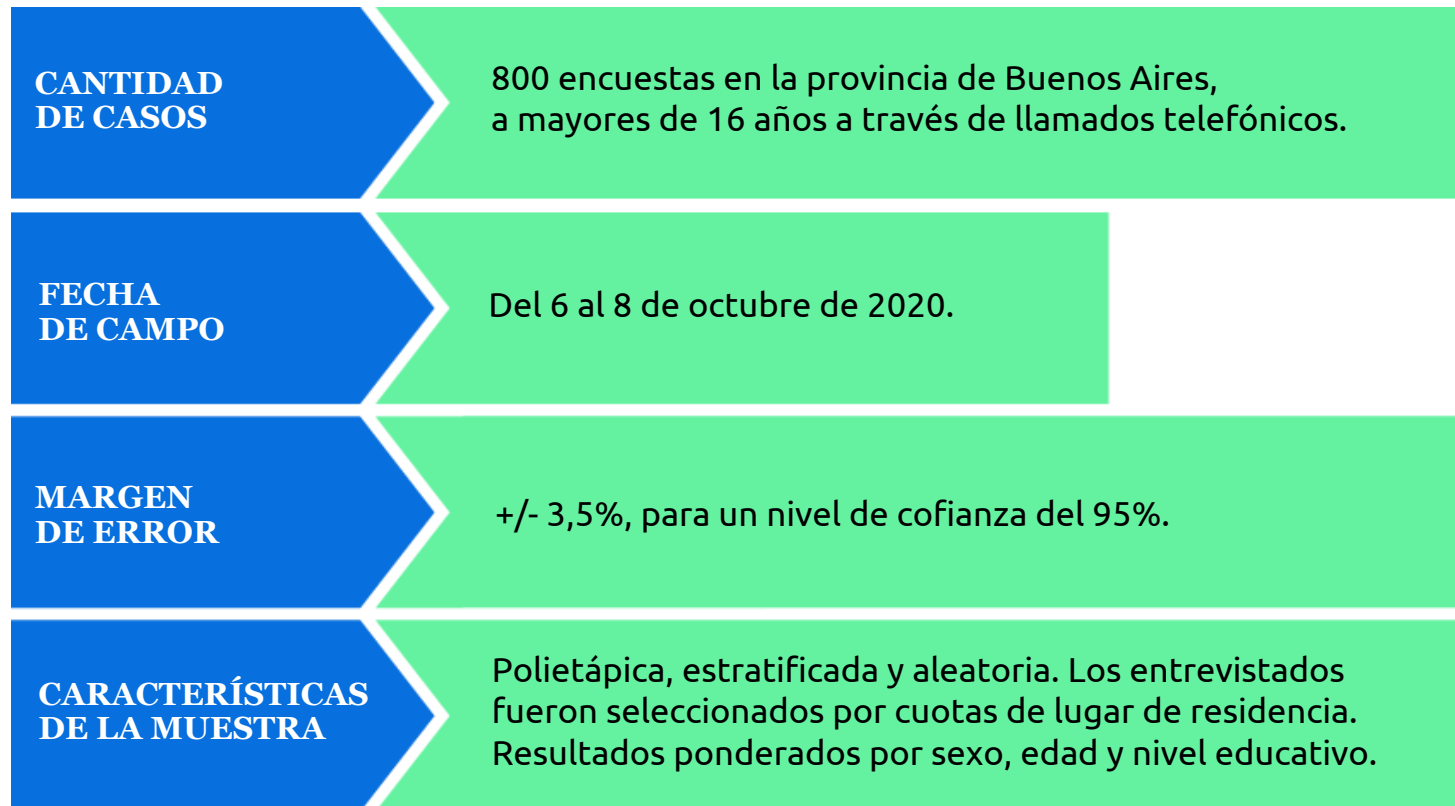 CANTIDAD
DE CASOS
800 encuestas en la provincia de Buenos Aires,
a mayores de 16 años a través de llamados telefónicos.
FECHA
DE CAMPO
Del 6 al 8 de octubre de 2020.
MARGEN
DE ERROR
+/- 3,5%, para un nivel de cofianza del 95%.
CARACTERÍSTICAS
DE LA MUESTRA
Polietápica, estratificada y aleatoria. Los entrevistados
fueron seleccionados por cuotas de lugar de residencia.
Resultados ponderados por sexo, edad y nivel educativo.